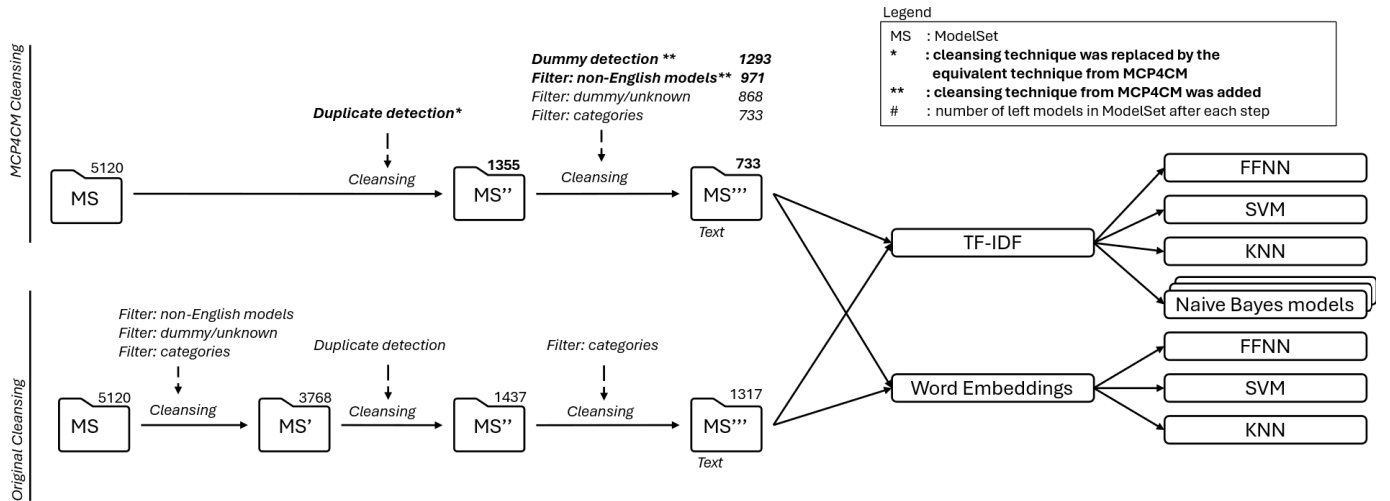 Legend
MS : ModelSet
* : cleansing technique was replaced by the
equivalent technique from MCP4CM
** : cleansing technique from MCP4CM was added
# : number of left models in ModelSet after each step
MCP4CM Cleansing
Dummy detection ** 1293
Filter: non-English models** 971
Filter: dummy/unknown 868
Filter: categories 733
Duplicate detection*
5120
MS
Cleansing
1355
MS''
Cleansing
733
MS'''
Text
Original Cleansing
Filter: non-English models
Filter: dummy/unknown
Filter: categories
Duplicate detection
Filter: categories
5120
MS
Cleansing
3768
MS'
Cleansing
1437
MS''
Cleansing
1317
MS'''
Text
TF-IDF
Word Embeddings
FFNN
SVM
KNN
Naive Bayes models
FFNN
SVM
KNN